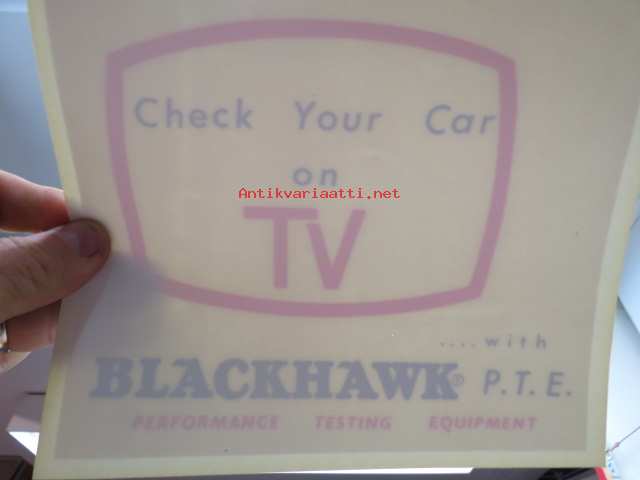 Check Your Car
on
Antikvariaatti.net
TV
....with
BLACKHAWK® P.T.E.
PERFORMANCE TESTING EQUIPMENT